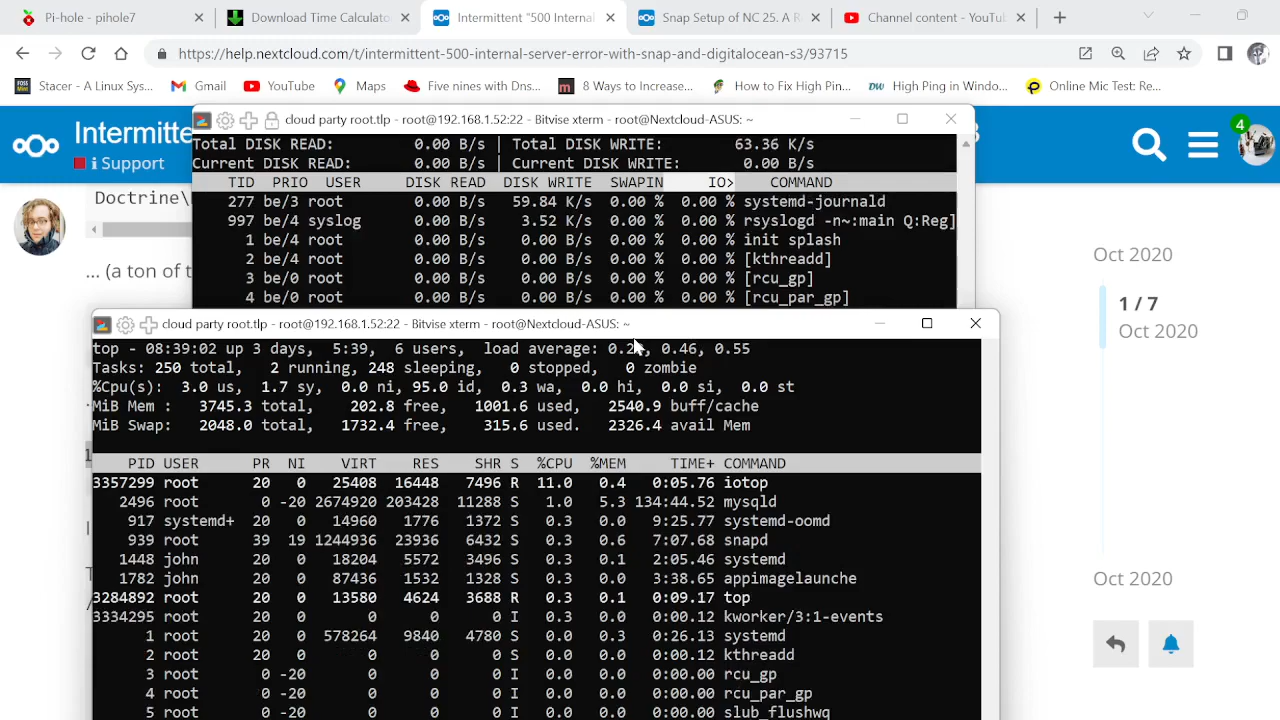 Pi-hole - pihole7
Download Time Calculato
Intermittent "500 Internal
Snap Setup of NC 25. A R
Channel content - YouTu
https://help.nextcloud.com/t/intermittent-500-internal-server-error-with-snap-and-digitalocean-s3/93715
Stacer - A Linux Sys...
Gmail
YouTube
Maps
Five nines with Dns...
8 Ways to Increase...
How to Fix High Pin...
High Ping in Windo...
Online Mic Test: Re...
Intermitte
Support
4
Doctrine\
... (a ton of t
cloud party root.tlp - root@192.168.1.52:22 - Bitvise xterm - root@Nextcloud-ASUS: ~
Total DISK READ: 0.00 B/s | Total DISK WRITE: 63.36 K/s
Current DISK READ: 0.00 B/s | Current DISK WRITE: 0.00 B/s
TID PRIO USER DISK READ DISK WRITE SWAPIN IO> COMMAND
277 be/3 root 0.00 B/s 59.84 K/s 0.00 % 0.00 % systemd-journald
997 be/4 syslog 0.00 B/s 3.52 K/s 0.00 % 0.00 % rsyslogd -n~:main Q:Reg]
1 be/4 root 0.00 B/s 0.00 B/s 0.00 % 0.00 % init splash
2 be/4 root 0.00 B/s 0.00 B/s 0.00 % 0.00 % [kthreadd]
3 be/0 root 0.00 B/s 0.00 B/s 0.00 % 0.00 % [rcu_gp]
4 be/0 root 0.00 B/s 0.00 B/s 0.00 % 0.00 % [rcu_par_gp]
cloud party root.tlp - root@192.168.1.52:22 - Bitvise xterm - root@Nextcloud-ASUS: ~
top - 08:39:02 up 3 days, 5:39, 6 users, load average: 0.2 , 0.46, 0.55
Tasks: 250 total, 2 running, 248 sleeping, 0 stopped, 0 zombie
%Cpu(s): 3.0 us, 1.7 sy, 0.0 ni, 95.0 id, 0.3 wa, 0.0 hi, 0.0 si, 0.0 st
MiB Mem : 3745.3 total, 202.8 free, 1001.6 used, 2540.9 buff/cache
MiB Swap: 2048.0 total, 1732.4 free, 315.6 used. 2326.4 avail Mem
PID USER PR NI VIRT RES SHR S %CPU %MEM TIME+ COMMAND
3357299 root 20 0 25408 16448 7496 R 11.0 0.4 0:05.76 iotop
2496 root 0 -20 2674920 203428 11288 S 1.0 5.3 134:44.52 mysqld
917 systemd+ 20 0 14960 1776 1372 S 0.3 0.0 9:25.77 systemd-oomd
939 root 39 19 1244936 23936 6432 S 0.3 0.6 7:07.68 snapd
1448 john 20 0 18204 5572 3496 S 0.3 0.1 2:05.46 systemd
1782 john 20 0 87436 1532 1328 S 0.3 0.0 3:38.65 appimagelaunche
3284892 root 20 0 13580 4624 3688 R 0.3 0.1 0:09.17 top
3334295 root 20 0 0 0 0 I 0.3 0.0 0:00.12 kworker/3:1-events
1 root 20 0 578264 9840 4780 S 0.0 0.3 0:26.13 systemd
2 root 20 0 0 0 0 S 0.0 0.0 0:00.12 kthreadd
3 root 0 -20 0 0 0 I 0.0 0.0 0:00.00 rcu_gp
4 root 0 -20 0 0 0 I 0.0 0.0 0:00.00 rcu_par_gp
5 root 0 -20 0 0 0 I 0.0 0.0 0:00.00 slub_flushwq
Oct 2020
1 / 7
Oct 2020
Oct 2020